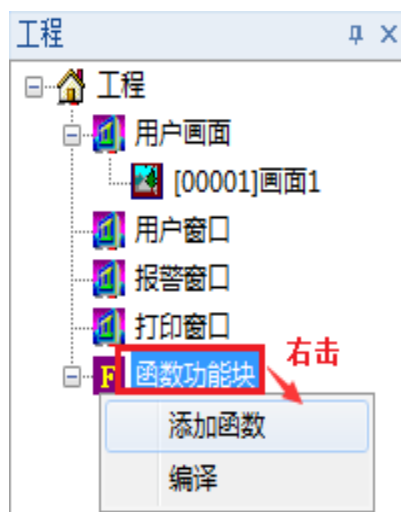 工程
工程
用户画面
[00001]画面1
用户窗口
报警窗口
打印窗口
F 函数功能块
右击
添加函数
编译